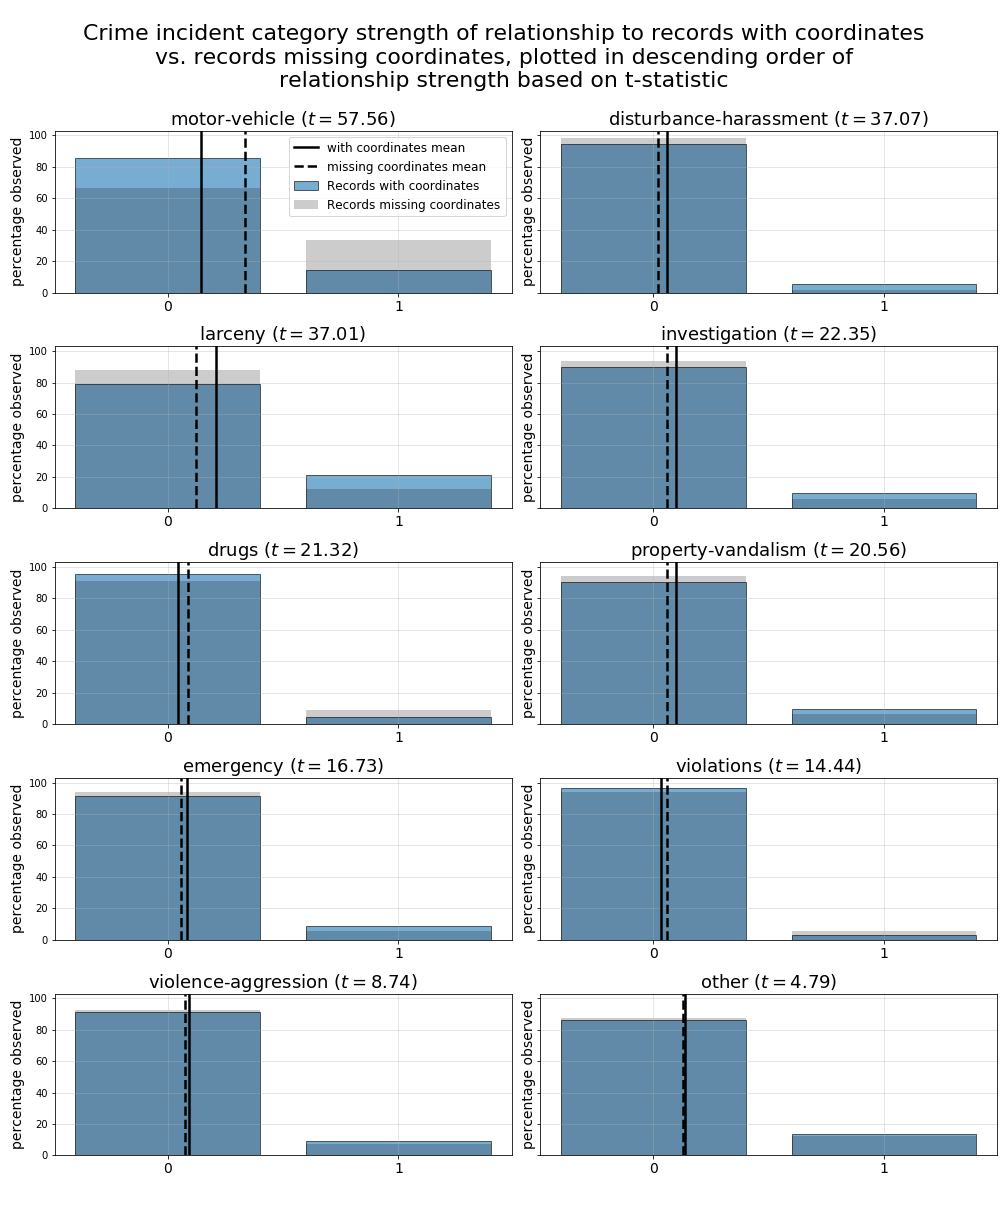 Crime incident category strength of relationship to records with coordinates
vs. records missing coordinates, plotted in descending order of
relationship strength based on t-statistic
motor-vehicle (t = 57.56)
percentage observed
100
80
60
40
20
0
0 1
with coordinates mean
missing coordinates mean
Records with coordinates
Records missing coordinates
disturbance-harassment (t = 37.07)
percentage observed
0 1
larceny (t = 37.01)
percentage observed
100
80
60
40
20
0
0 1
investigation (t = 22.35)
percentage observed
0 1
drugs (t = 21.32)
percentage observed
100
80
60
40
20
0
0 1
property-vandalism (t = 20.56)
percentage observed
0 1
emergency (t = 16.73)
percentage observed
100
80
60
40
20
0
0 1
violations (t = 14.44)
percentage observed
0 1
violence-aggression (t = 8.74)
percentage observed
100
80
60
40
20
0
0 1
other (t = 4.79)
percentage observed
0 1